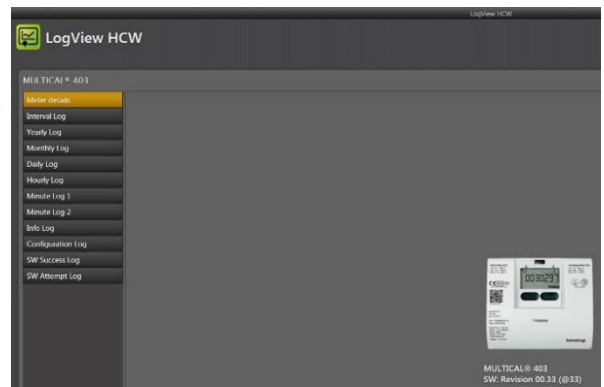 LogView HCW
LogView HCW
MULTICAL® 403
Meter details
Interval Log
Yearly Log
Monthly Log
Daily Log
Hourly Log
Minute Log 1
Minute Log 2
Info Log
Configuration Log
SW Success Log
SW Attempt Log
kamstrup
MULTICAL® 403
SW: Revision 00.33 (@33)